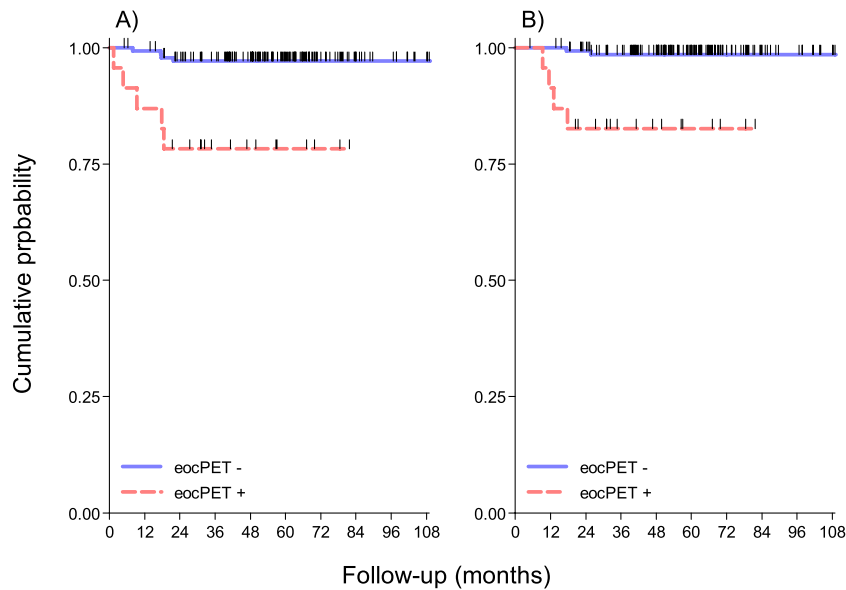 A) B)
1.00 1.00
0.75 0.75
Cumulative prpbability
0.50 0.50
0.25 0.25
eocPET - eocPET -
eocPET + eocPET +
0.00 0.00
0 12 24 36 48 60 72 84 96 108 0 12 24 36 48 60 72 84 96 108
Follow-up (months)